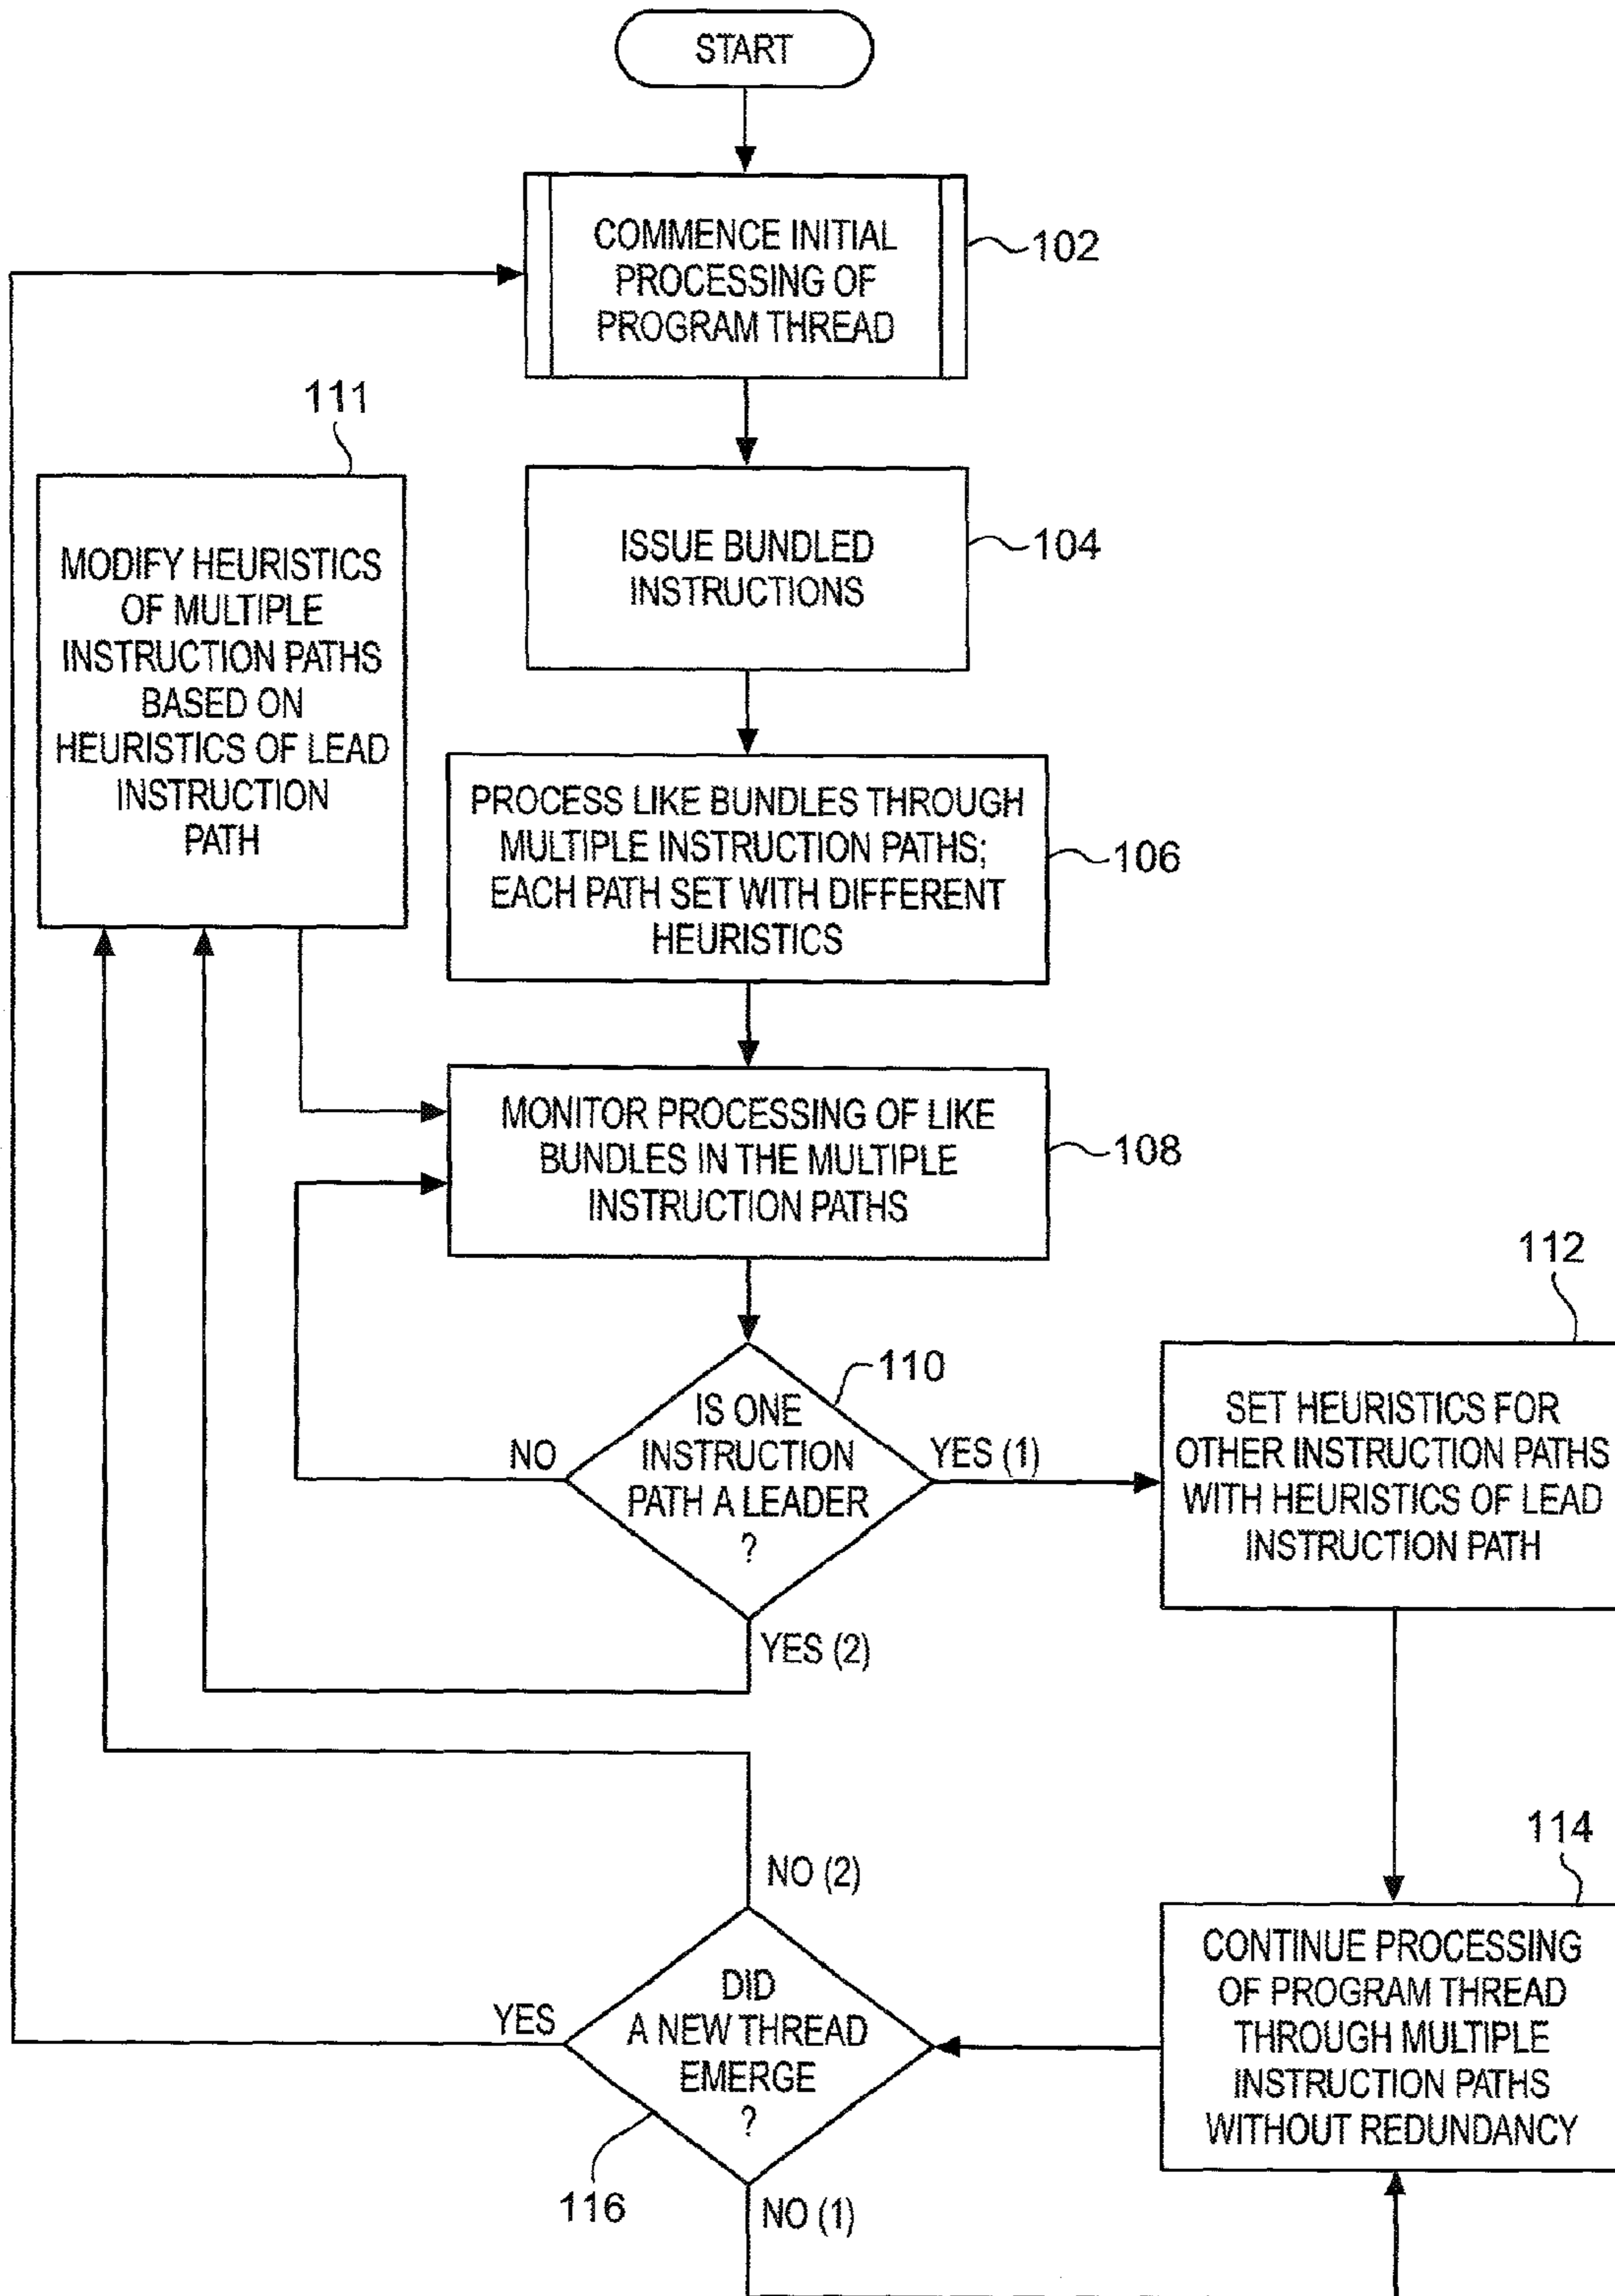 START
COMMENCE INITIAL
PROCESSING OF
PROGRAM THREAD
102
111
MODIFY HEURISTICS
OF MULTIPLE
INSTRUCTION PATHS
BASED ON
HEURISTICS OF LEAD
INSTRUCTION
PATH
ISSUE BUNDLED
INSTRUCTIONS
104
PROCESS LIKE BUNDLES THROUGH
MULTIPLE INSTRUCTION PATHS;
EACH PATH SET WITH DIFFERENT
HEURISTICS
106
MONITOR PROCESSING OF LIKE
BUNDLES IN THE MULTIPLE
INSTRUCTION PATHS
108
110
IS ONE
INSTRUCTION
PATH A LEADER
?
NO
YES (1)
YES (2)
112
SET HEURISTICS FOR
OTHER INSTRUCTION PATHS
WITH HEURISTICS OF LEAD
INSTRUCTION PATH
114
CONTINUE PROCESSING
OF PROGRAM THREAD
THROUGH MULTIPLE
INSTRUCTION PATHS
WITHOUT REDUNDANCY
NO (2)
DID
A NEW THREAD
EMERGE
?
YES
116
NO (1)